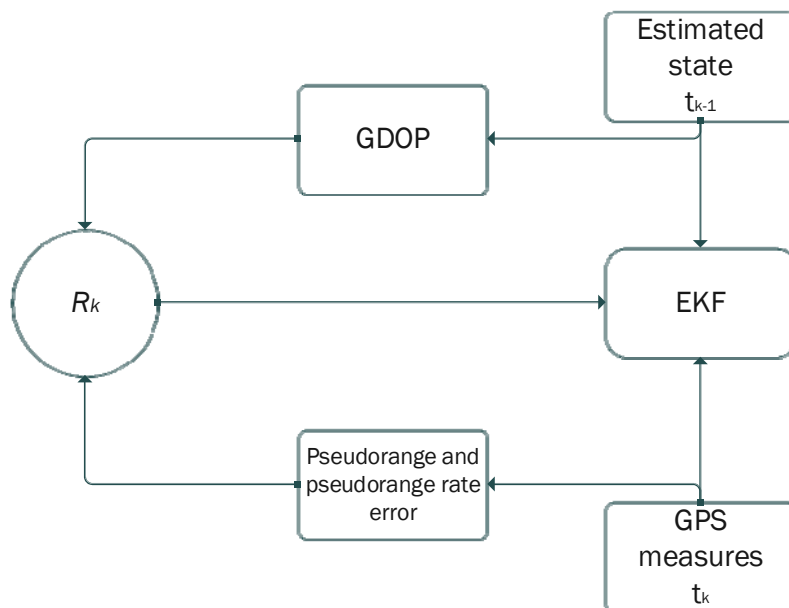 Estimated
state
tk-1
GDOP
Rk
EKF
Pseudorange and
pseudorange rate
error
GPS
measures
tk